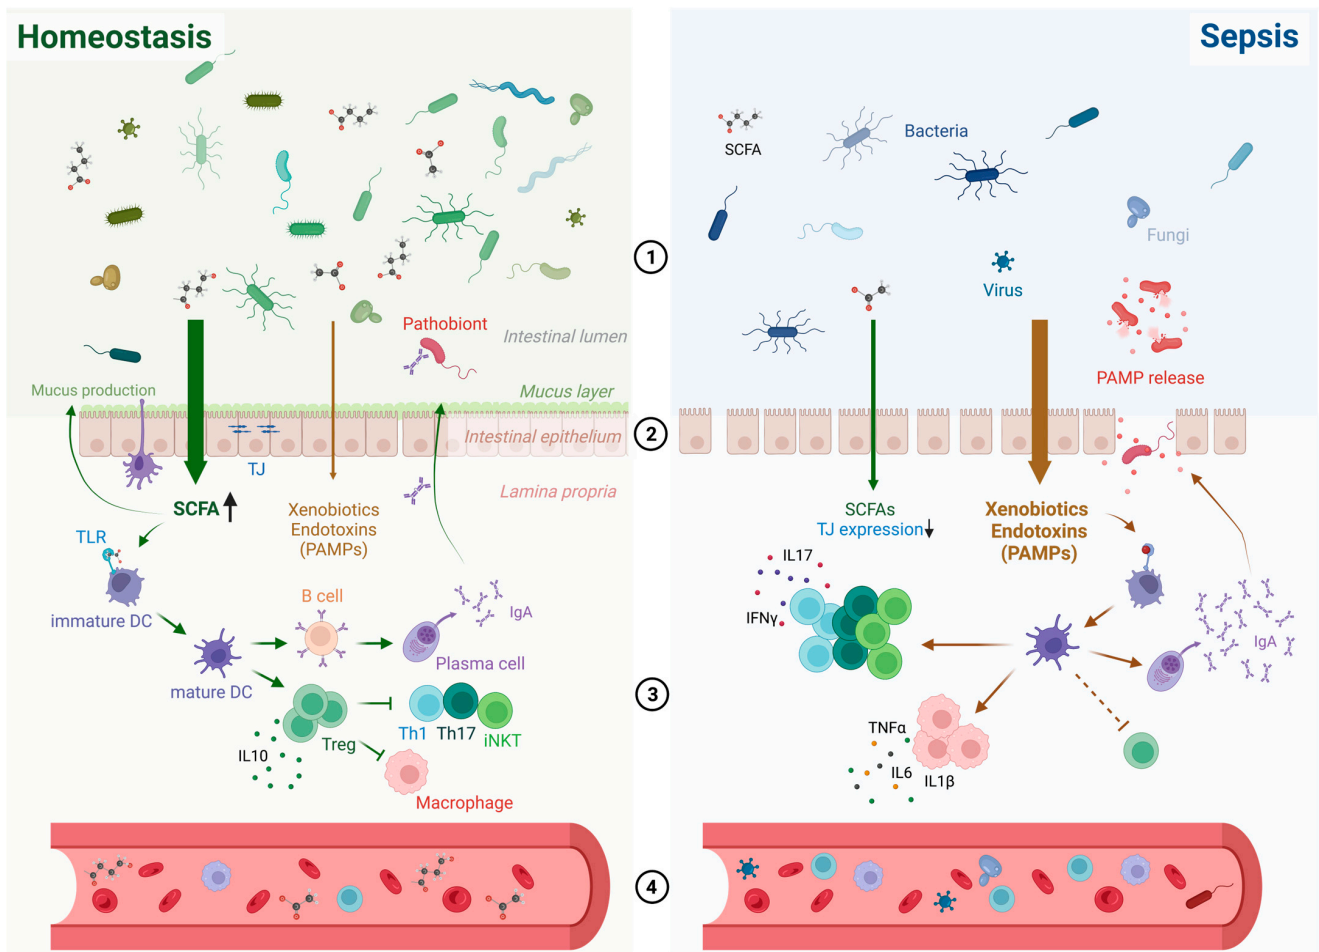 Homeostasis
Sepsis
SCFA
Bacteria
Fungi
Virus
1
Pathobiont
Intestinal lumen
PAMP release
Mucus production
Mucus layer
2
Intestinal epithelium
TJ
Lamina propria
SCFA
Xenobiotics
Endotoxins
(PAMPs)
SCFAs
TJ expression
Xenobiotics
Endotoxins
(PAMPs)
TLR
immature DC
B cell
IgA
Plasma cell
mature DC
IL17
IFNγ
IgA
3
Treg
IL10
Th1
Th17
iNKT
Macrophage
TNFα
IL6
IL1β
4